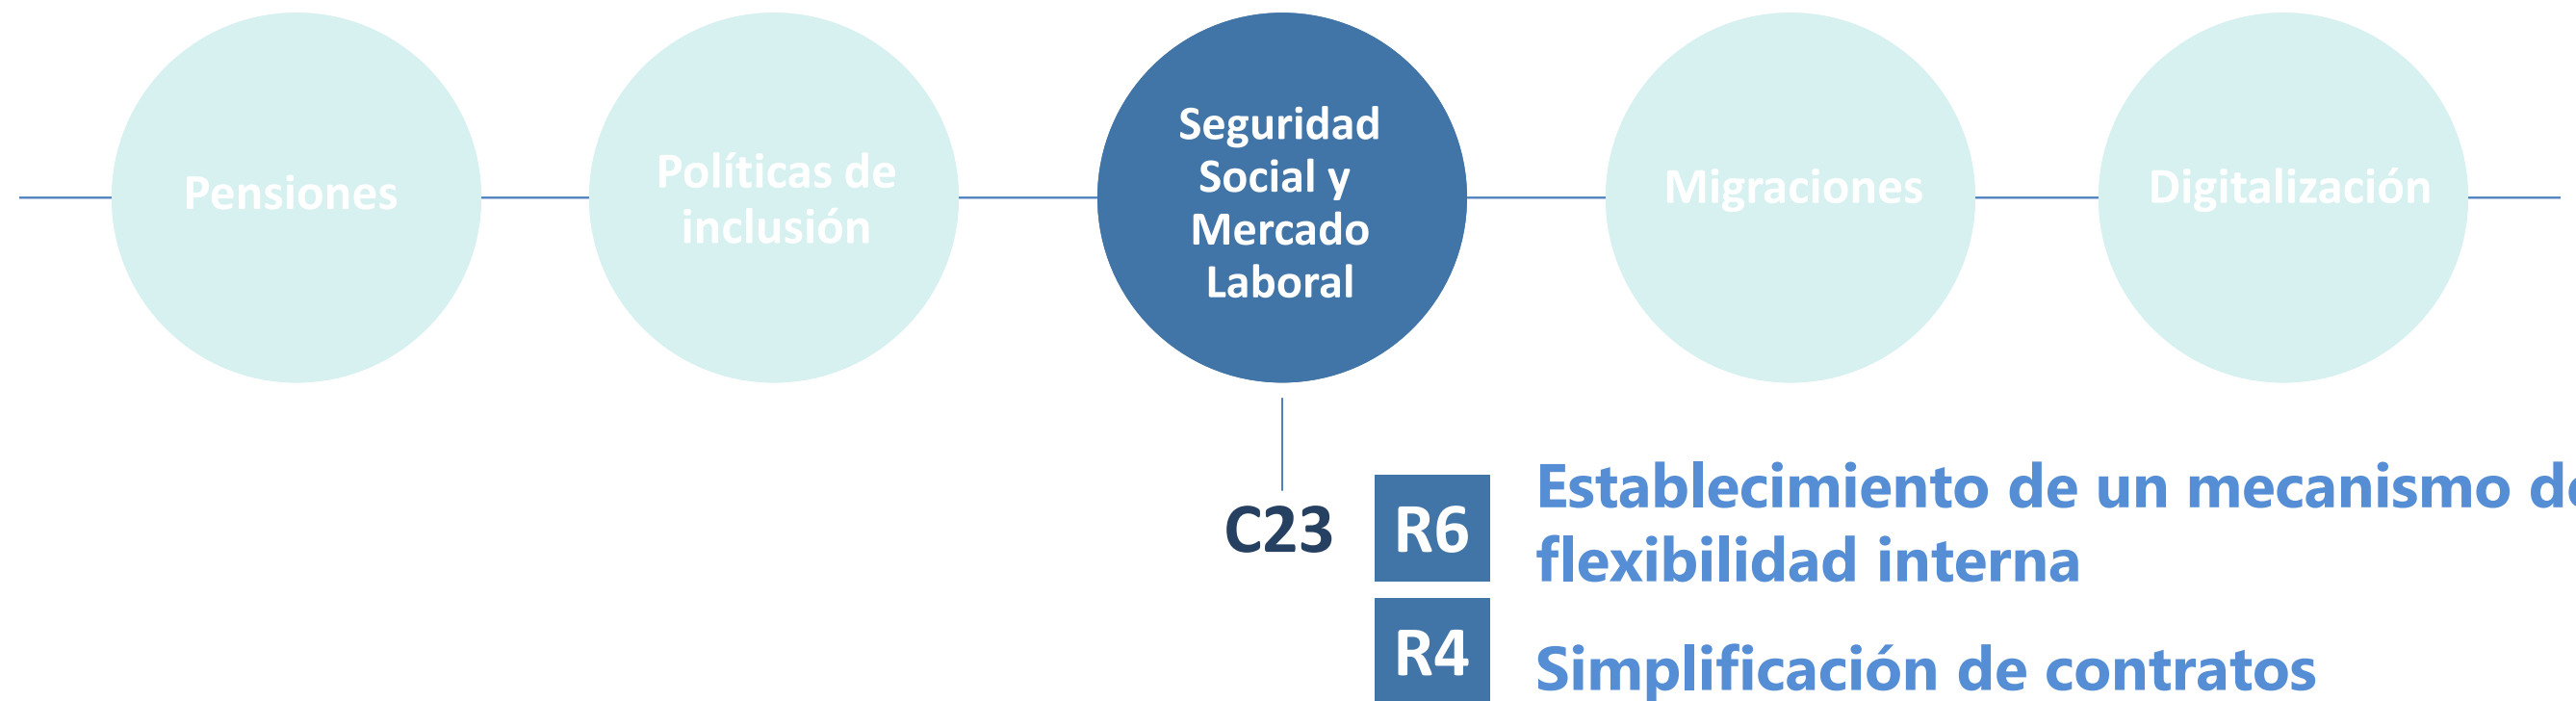 Pensiones
Políticas de
inclusión
Seguridad
Social y
Mercado
Laboral
Migraciones
Digitalización
C23
R6
Establecimiento de un mecanismo de
flexibilidad interna
R4
Simplificación de contratos